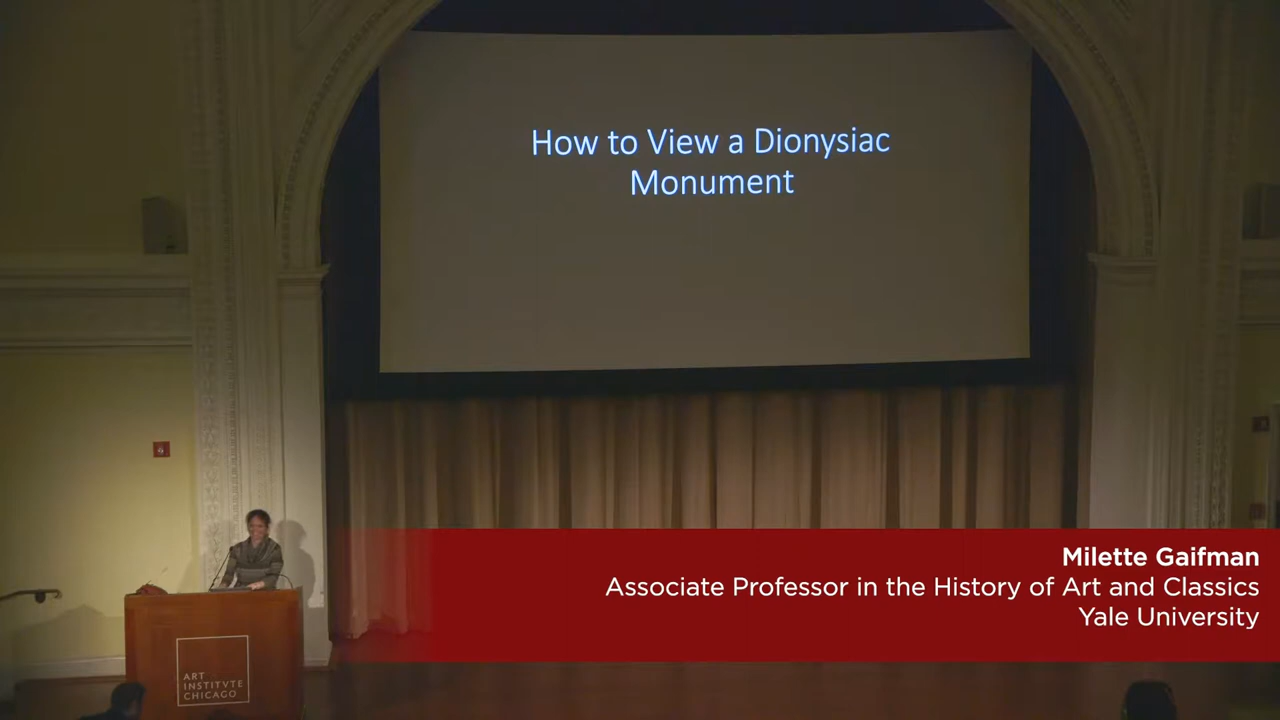 How to View a Dionysiac
Monument
Milette Gaifman
Associate Professor in the History of Art and Classics
Yale University
ART
INSTITVTE
CHICAGO